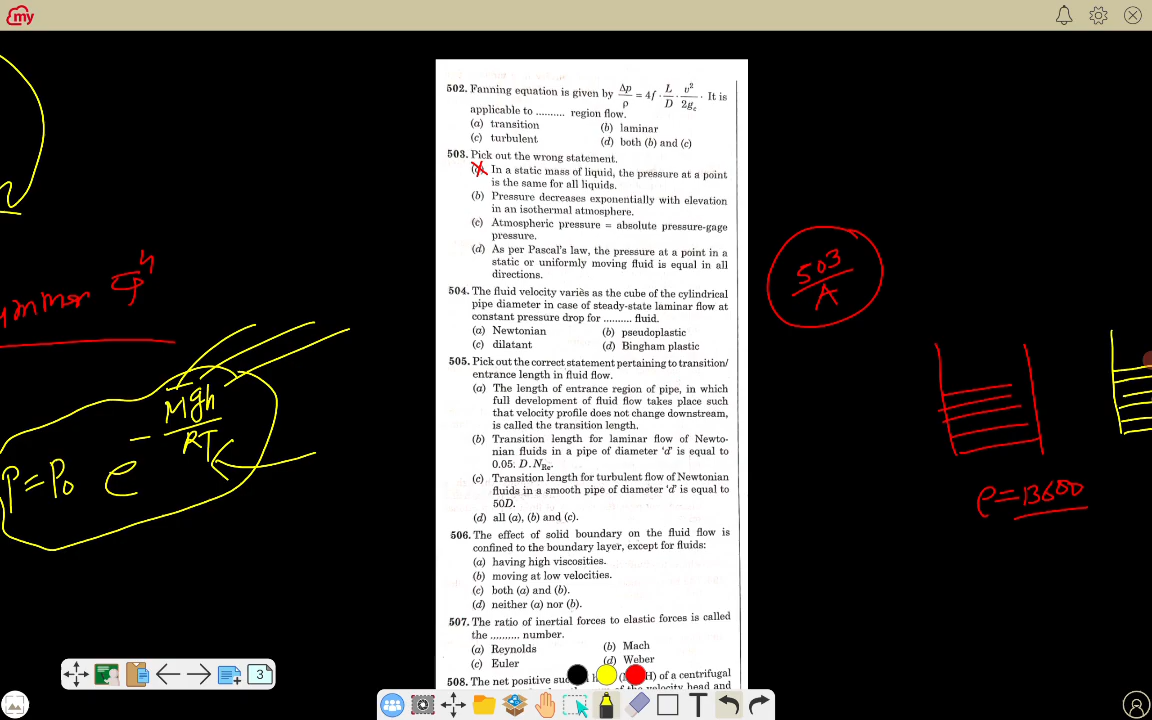 my
502. Fanning equation is given by Δp/ρ = 4f · L/D · v²/2g_c . It is
applicable to .......... region flow.
(a) transition
(b) laminar
(c) turbulent
(d) both (b) and (c)
503. Pick out the wrong statement.
In a static mass of liquid, the pressure at a point
is the same for all liquids.
(b) Pressure decreases exponentially with elevation
in an isothermal atmosphere.
(c) Atmospheric pressure = absolute pressure-gage
pressure.
(d) As per Pascal's law, the pressure at a point in a
static or uniformly moving fluid is equal in all
directions.
504. The fluid velocity varies as the cube of the cylindrical
pipe diameter in case of steady-state laminar flow at
constant pressure drop for .......... fluid.
(a) Newtonian
(b) pseudoplastic
(c) dilatant
(d) Bingham plastic
505. Pick out the correct statement pertaining to transition/
entrance length in fluid flow.
(a) The length of entrance region of pipe, in which
full development of fluid flow takes place such
that velocity profile does not change downstream,
is called the transition length.
(b) Transition length for laminar flow of Newto-
nian fluids in a pipe of diameter 'd' is equal to
0.05. D.N_Re.
(c) Transition length for turbulent flow of Newtonian
fluids in a smooth pipe of diameter 'd' is equal to
50D.
(d) all (a), (b) and (c).
506. The effect of solid boundary on the fluid flow is
confined to the boundary layer, except for fluids:
(a) having high viscosities.
(b) moving at low velocities.
(c) both (a) and (b).
(d) neither (a) nor (b).
507. The ratio of inertial forces to elastic forces is called
the .......... number.
(a) Reynolds
(b) Mach
(c) Euler
(d) Weber
508. The net positive suc H) of a centrifugal
velocity head and
503/A
P = P₀ e^-Mgh/RT
ρ = 13600
3
T